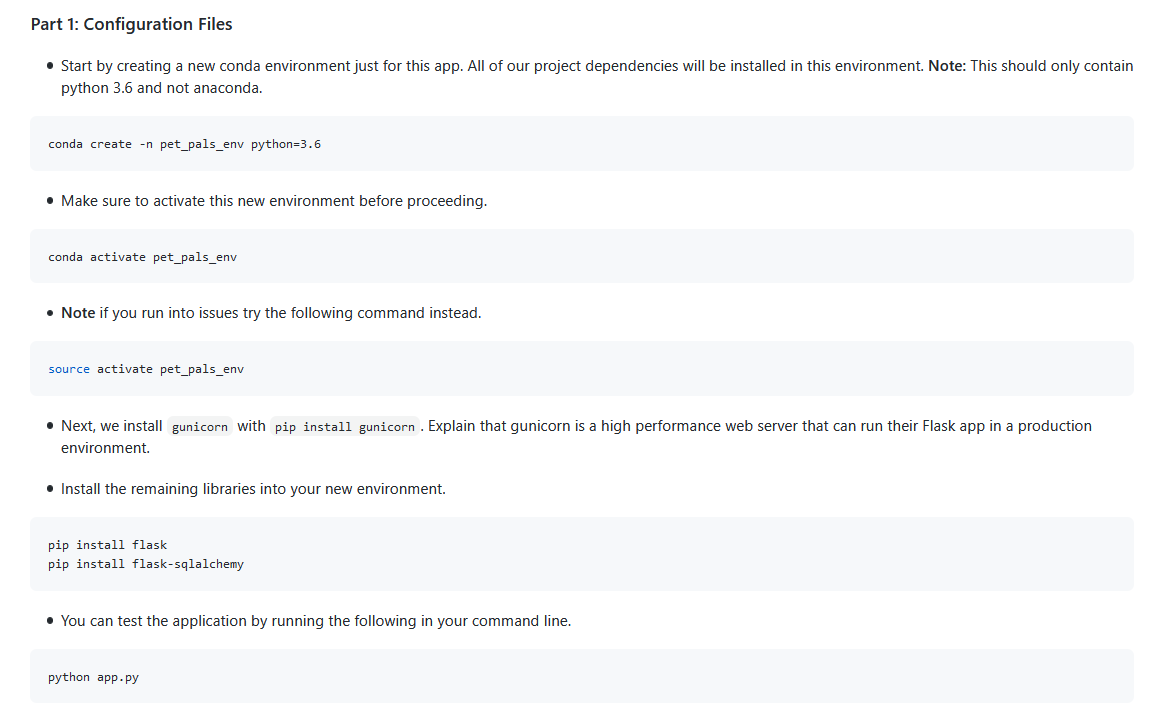 Part 1: Configuration Files
• Start by creating a new conda environment just for this app. All of our project dependencies will be installed in this environment. Note: This should only contain
python 3.6 and not anaconda.
conda create -n pet_pals_env python=3.6
• Make sure to activate this new environment before proceeding.
conda activate pet_pals_env
• Note if you run into issues try the following command instead.
source activate pet_pals_env
• Next, we install gunicorn with pip install gunicorn . Explain that gunicorn is a high performance web server that can run their Flask app in a production
environment.
• Install the remaining libraries into your new environment.
pip install flask
pip install flask-sqlalchemy
• You can test the application by running the following in your command line.
python app.py